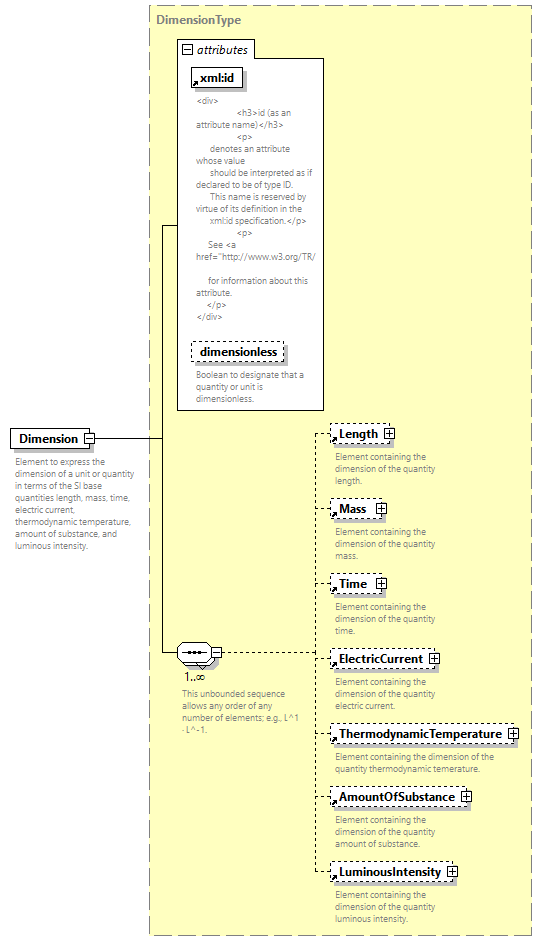 DimensionType
attributes
xml:id
<div>
<h3>id (as an
attribute name)</h3>
<p>
denotes an attribute
whose value
should be interpreted as if
declared to be of type ID.
This name is reserved by
virtue of its definition in the
xml:id specification.</p>
<p>
See <a
href="http://www.w3.org/TR/
for information about this
attribute.
</p>
</div>
dimensionless
Boolean to designate that a
quantity or unit is
dimensionless.
Dimension
Element to express the
dimension of a unit or quantity
in terms of the SI base
quantities length, mass, time,
electric current,
thermodynamic temperature,
amount of substance, and
luminous intensity.
1..∞
This unbounded sequence
allows any order of any
number of elements; e.g., L^1
· L^-1.
Length
Element containing the
dimension of the quantity
length.
Mass
Element containing the
dimension of the quantity
mass.
Time
Element containing the
dimension of the quantity
time.
ElectricCurrent
Element containing the
dimension of the quantity
electric current.
ThermodynamicTemperature
Element containing the dimension of the
quantity thermodynamic temerature.
AmountOfSubstance
Element containing the
dimension of the quantity
amount of substance.
LuminousIntensity
Element containing the
dimension of the quantity
luminous intensity.